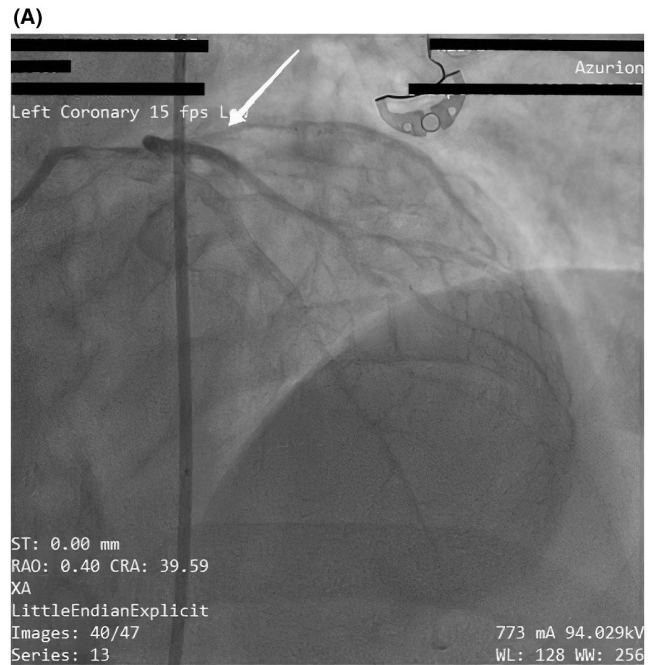 (A)
Azurion
Left Coronary 15 fps
ST: 0.00 mm
RAO: 0.40 CRA: 39.59
XA
LittleEndianExplicit
Images: 40/47
Series: 13
773 mA 94.029kV
WL: 128 WW: 256